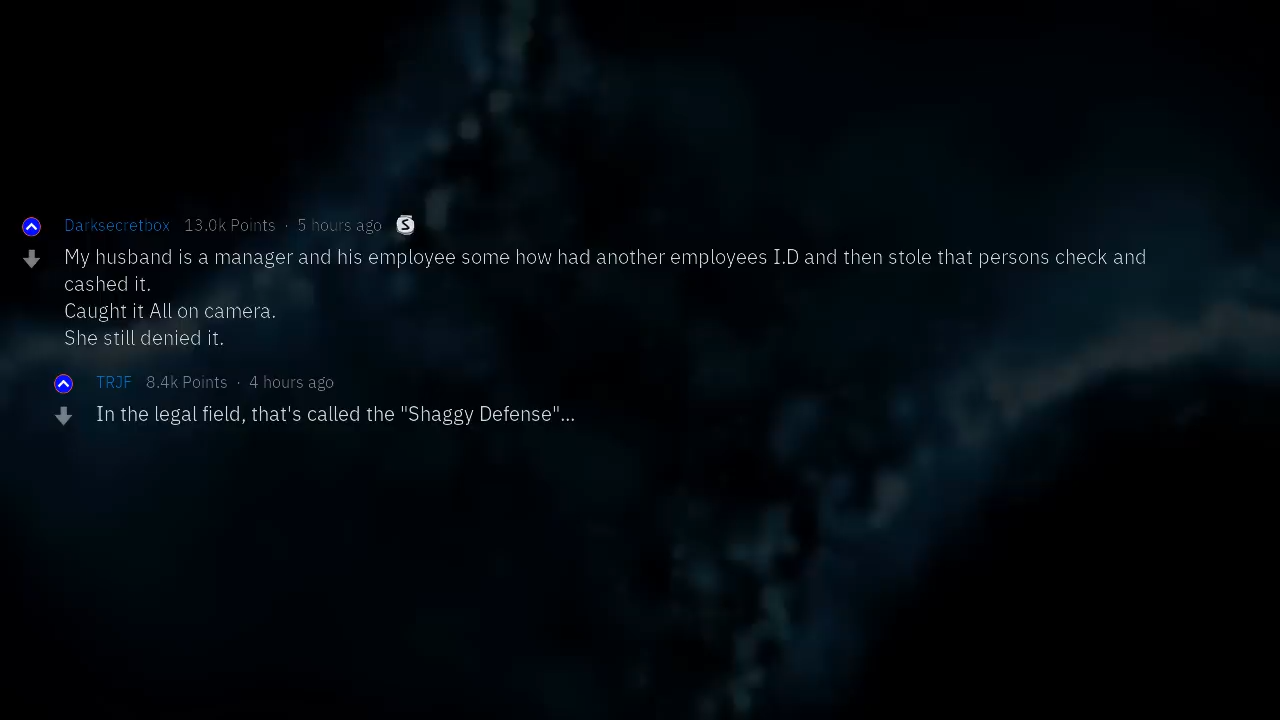 Darksecretbox 13.0k Points · 5 hours ago S
My husband is a manager and his employee some how had another employees I.D and then stole that persons check and
cashed it.
Caught it All on camera.
She still denied it.
TRJF 8.4k Points · 4 hours ago
In the legal field, that's called the "Shaggy Defense"...